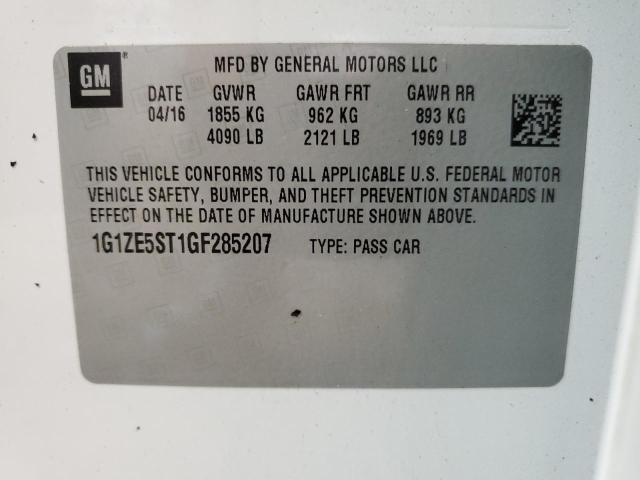 GM ® MFD BY GENERAL MOTORS LLC
DATE GVWR GAWR FRT GAWR RR
04/16 1855 KG 962 KG 893 KG
4090 LB 2121 LB 1969 LB
THIS VEHICLE CONFORMS TO ALL APPLICABLE U.S. FEDERAL MOTOR
VEHICLE SAFETY, BUMPER, AND THEFT PREVENTION STANDARDS IN
EFFECT ON THE DATE OF MANUFACTURE SHOWN ABOVE.
1G1ZE5ST1GF285207 TYPE: PASS CAR